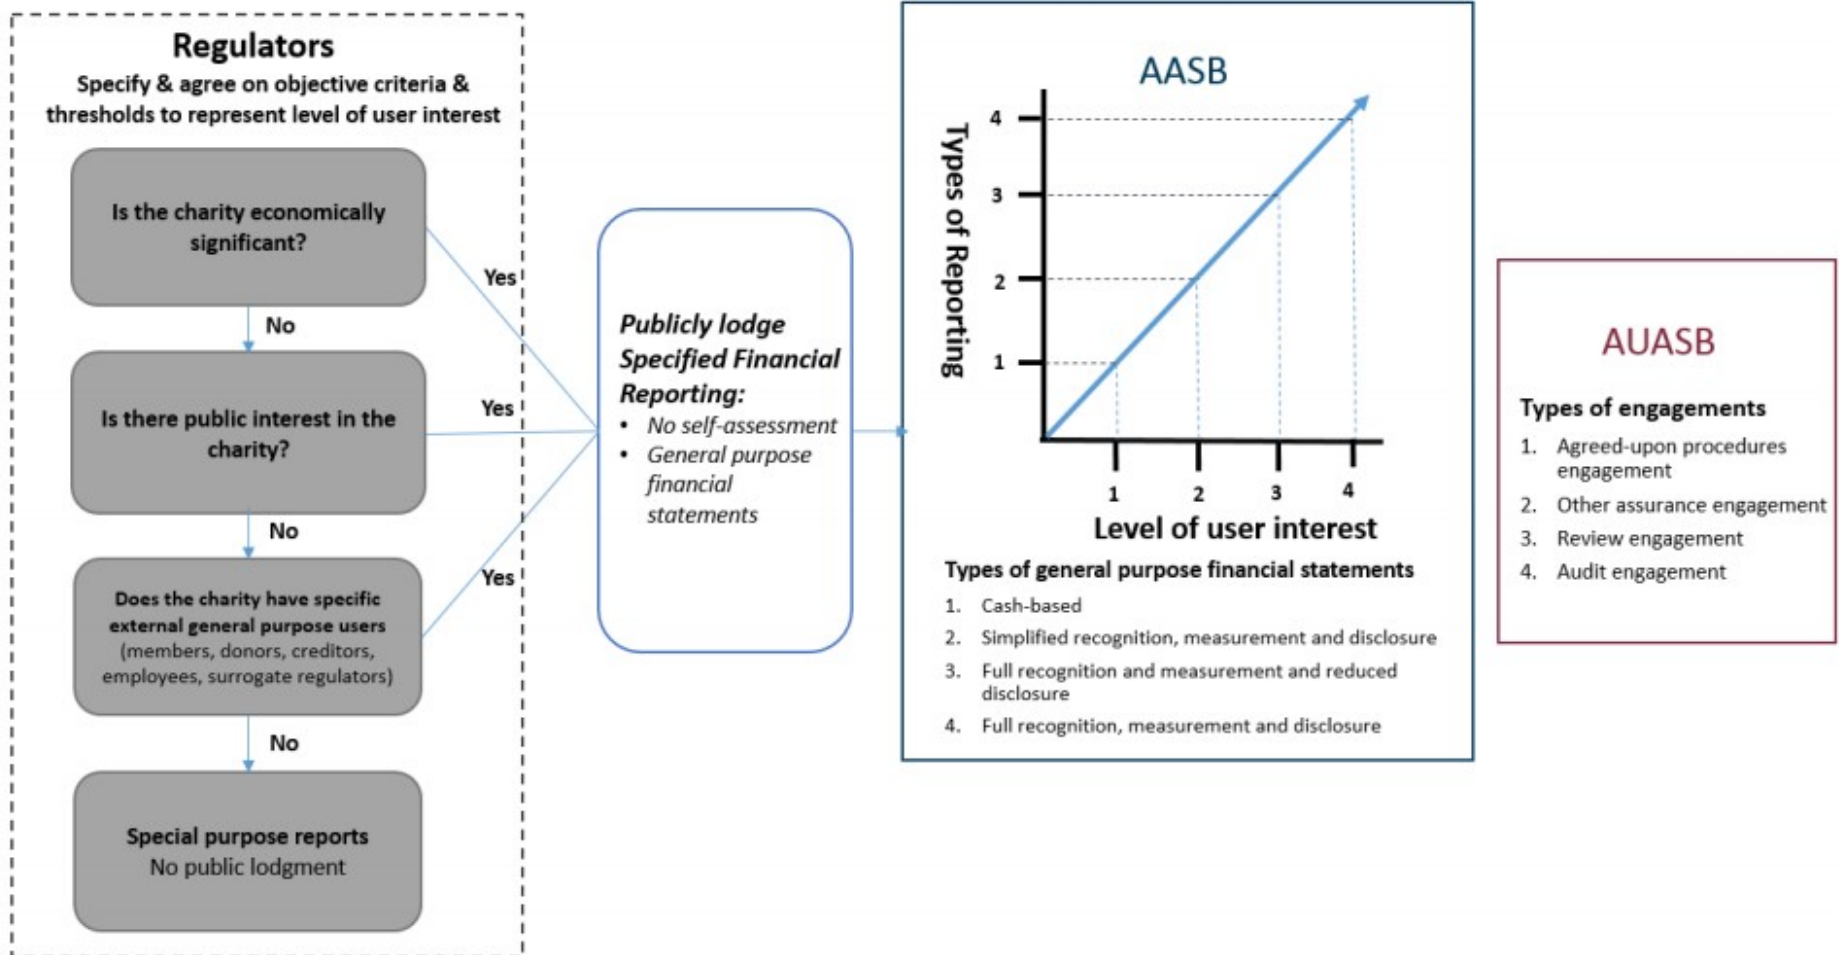 Regulators
Specify & agree on objective criteria &
thresholds to represent level of user interest
Is the charity economically
significant?
Yes
No
Is there public interest in the
charity?
Yes
No
Does the charity have specific
external general purpose users
(members, donors, creditors,
employees, surrogate regulators)
Yes
No
Special purpose reports
No public lodgment
Publicly lodge
Specified Financial
Reporting:
• No self-assessment
• General purpose
financial
statements
AASB
Types of Reporting
4
3
2
1
1 2 3 4
Level of user interest
Types of general purpose financial statements
1. Cash-based
2. Simplified recognition, measurement and disclosure
3. Full recognition and measurement and reduced
disclosure
4. Full recognition, measurement and disclosure
AUASB
Types of engagements
1. Agreed-upon procedures
engagement
2. Other assurance engagement
3. Review engagement
4. Audit engagement